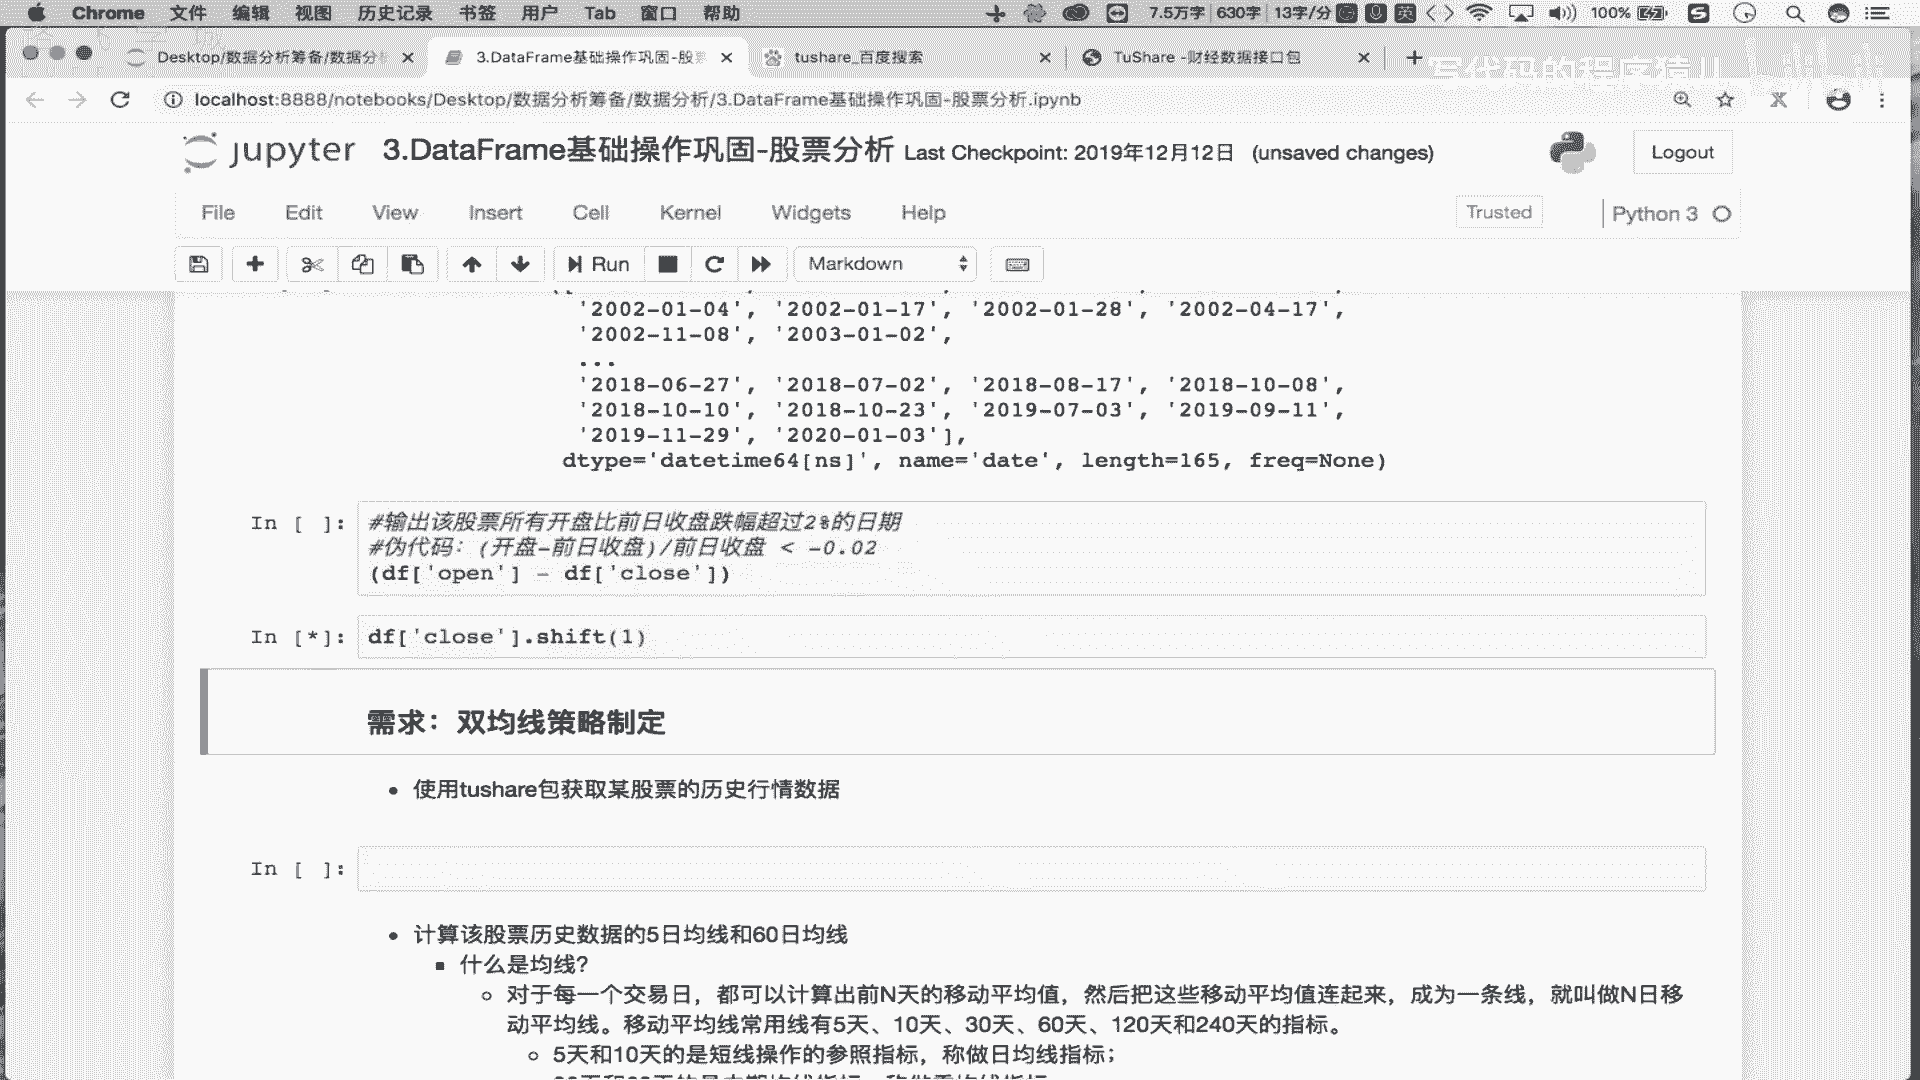 Chrome 文件 编辑 视图 历史记录 书签 用户 Tab 窗口 帮助 7.5万字 630字 13字/分 英 100%
Desktop/数据分析筹备/数据分析 3.DataFrame基础操作巩固-股票 tushare_百度搜索 TuShare -财经数据接口包
写代码的程序猿儿 bilibili
localhost:8888/notebooks/Desktop/数据分析筹备/数据分析/3.DataFrame基础操作巩固-股票分析.ipynb
jupyter 3.DataFrame基础操作巩固-股票分析 Last Checkpoint: 2019年12月12日 (unsaved changes) Logout
File Edit View Insert Cell Kernel Widgets Help Trusted Python 3
Run Markdown
'2002-01-04', '2002-01-17', '2002-01-28', '2002-04-17',
'2002-11-08', '2003-01-02',
...
'2018-06-27', '2018-07-02', '2018-08-17', '2018-10-08',
'2018-10-10', '2018-10-23', '2019-07-03', '2019-09-11',
'2019-11-29', '2020-01-03'],
dtype='datetime64[ns]', name='date', length=165, freq=None)
In [ ]: #输出该股票所有开盘比前日收盘跌幅超过2%的日期
#伪代码：(开盘-前日收盘)/前日收盘 < -0.02
(df['open'] - df['close'])
In [*]: df['close'].shift(1)
需求：双均线策略制定
使用tushare包获取某股票的历史行情数据
In [ ]:
计算该股票历史数据的5日均线和60日均线
什么是均线?
对于每一个交易日，都可以计算出前N天的移动平均值，然后把这些移动平均值连起来，成为一条线，就叫做N日移
动平均线。移动平均线常用线有5天、10天、30天、60天、120天和240天的指标。
5天和10天的是短线操作的参照指标，称做日均线指标；